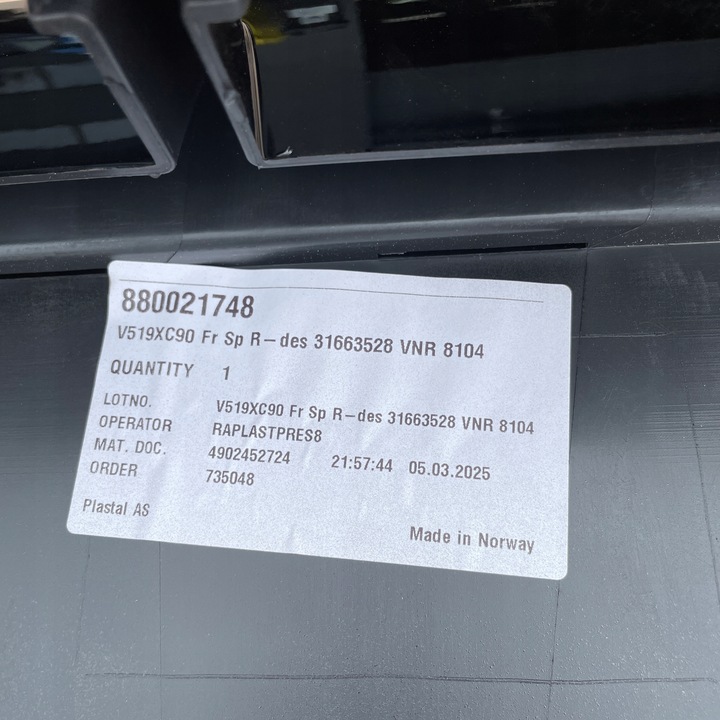 880021748
V519XC90 Fr Sp R-des 31663528 VNR 8104
QUANTITY 1
LOTNO. V519XC90 Fr Sp R-des 31663528 VNR 8104
OPERATOR RAPLASTPRES8
MAT. DOC. 4902452724 21:57:44 05.03.2025
ORDER 735048
Plastal AS
Made in Norway